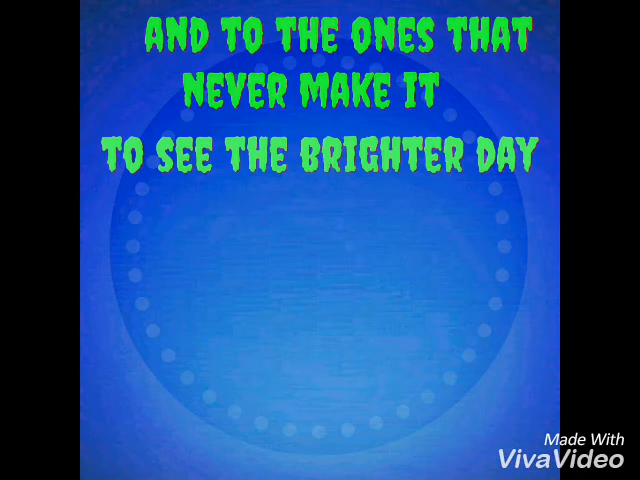 AND TO THE ONES THAT
NEVER MAKE IT
TO SEE THE BRIGHTER DAY
Made With
VivaVideo